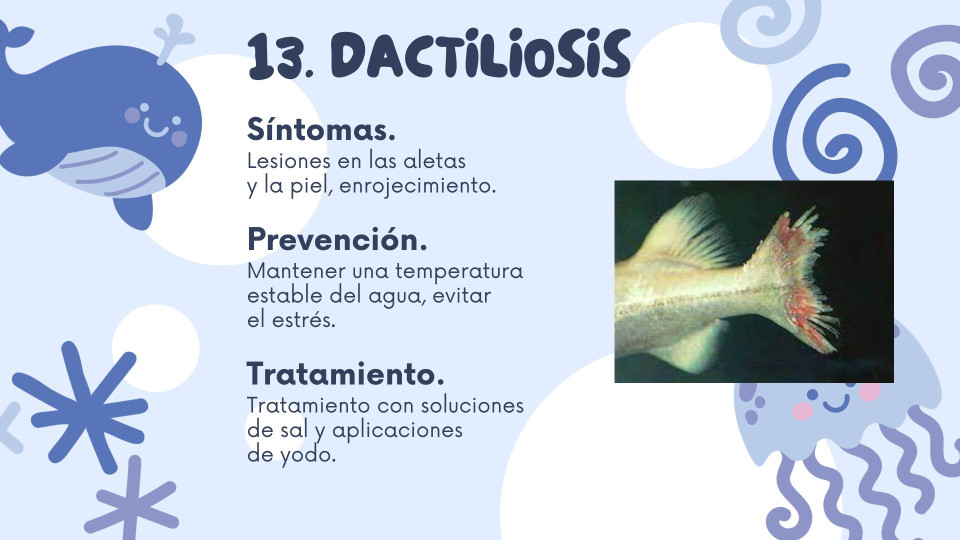 13. DACTiLiOSiS
Síntomas.
Lesiones en las aletas
y la piel, enrojecimiento.
Prevención.
Mantener una temperatura
estable del agua, evitar
el estrés.
Tratamiento.
Tratamiento con soluciones
de sal y aplicaciones
de yodo.